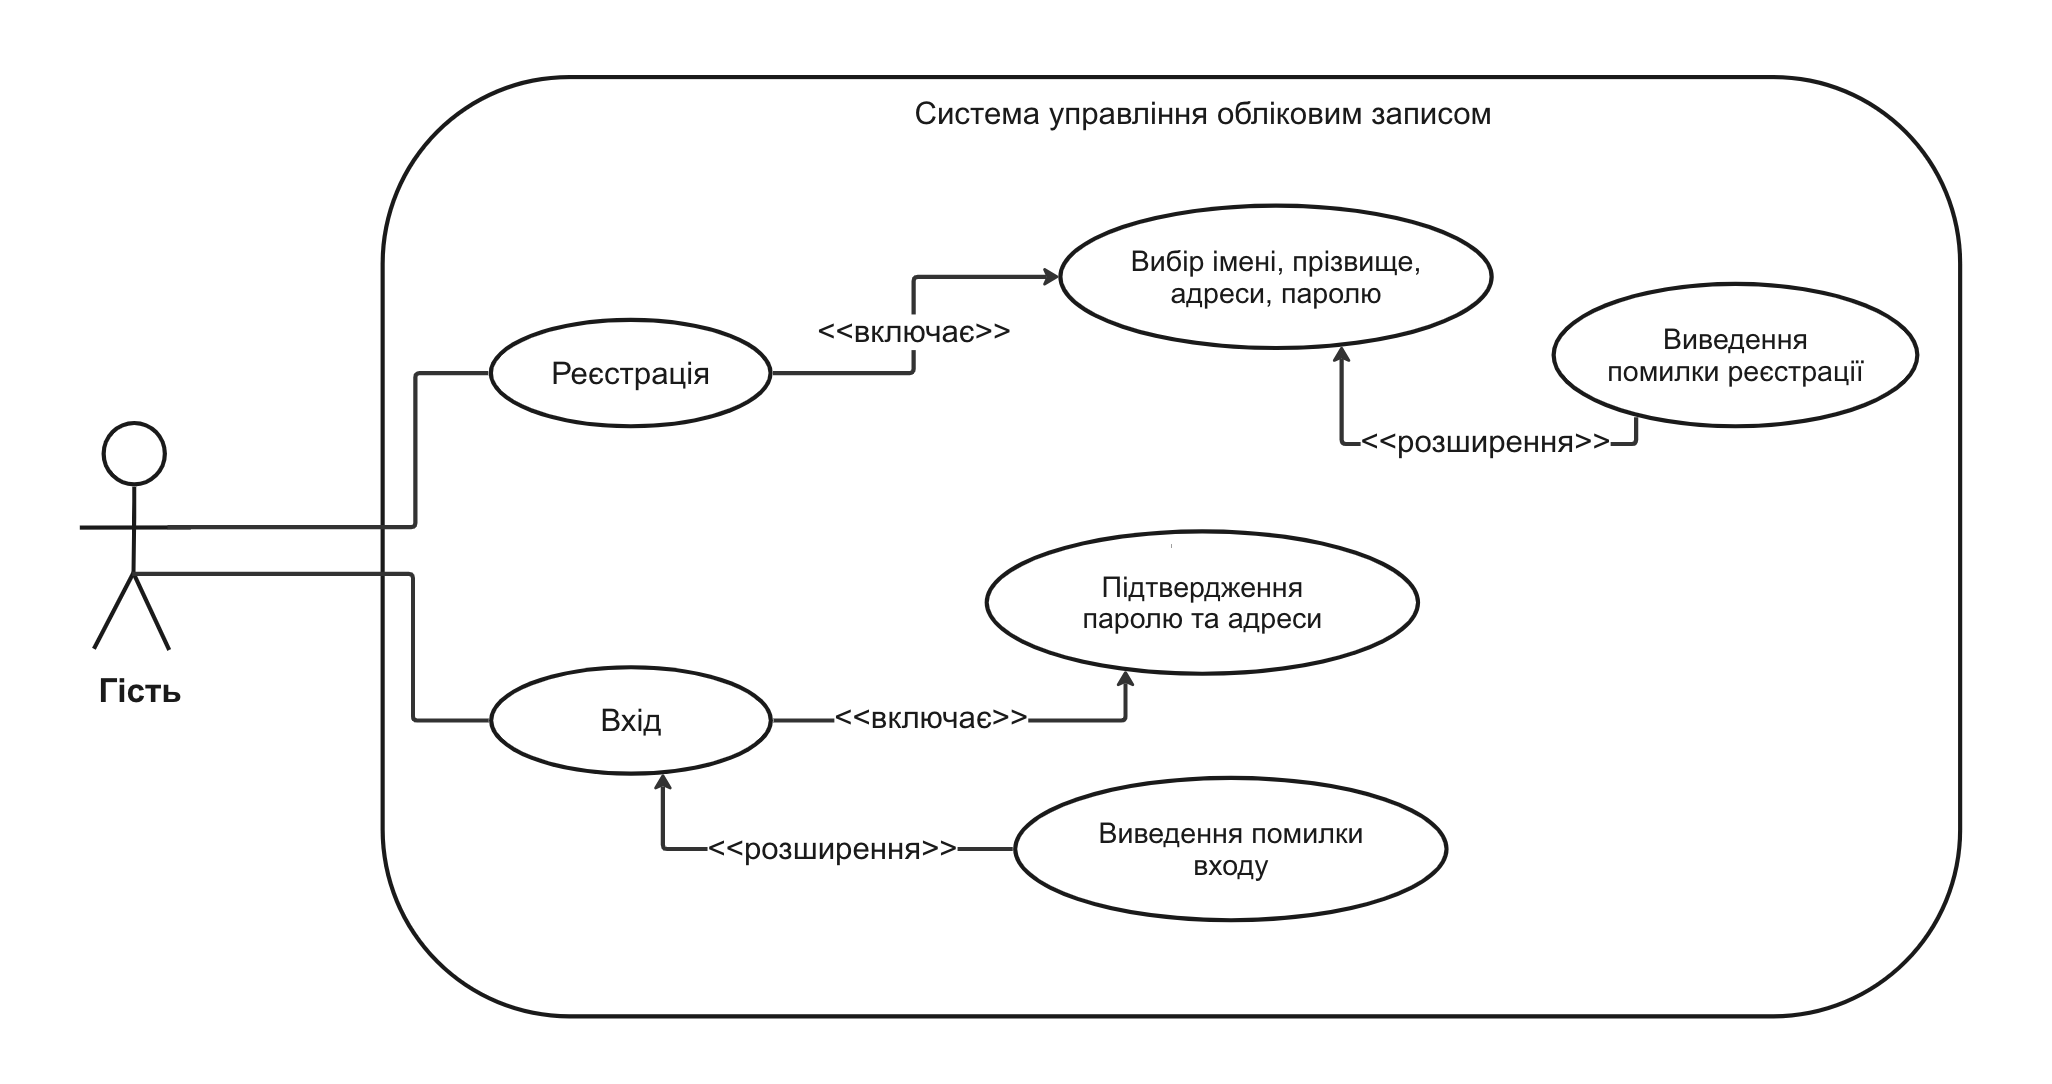 Система управління обліковим записом
Вибір імені, прізвище,
адреси, паролю
<<включає>>
Реєстрація
Виведення
помилки реєстрації
<<розширення>>
Гість
Підтвердження
паролю та адреси
Вхід
<<включає>>
<<розширення>>
Виведення помилки
входу